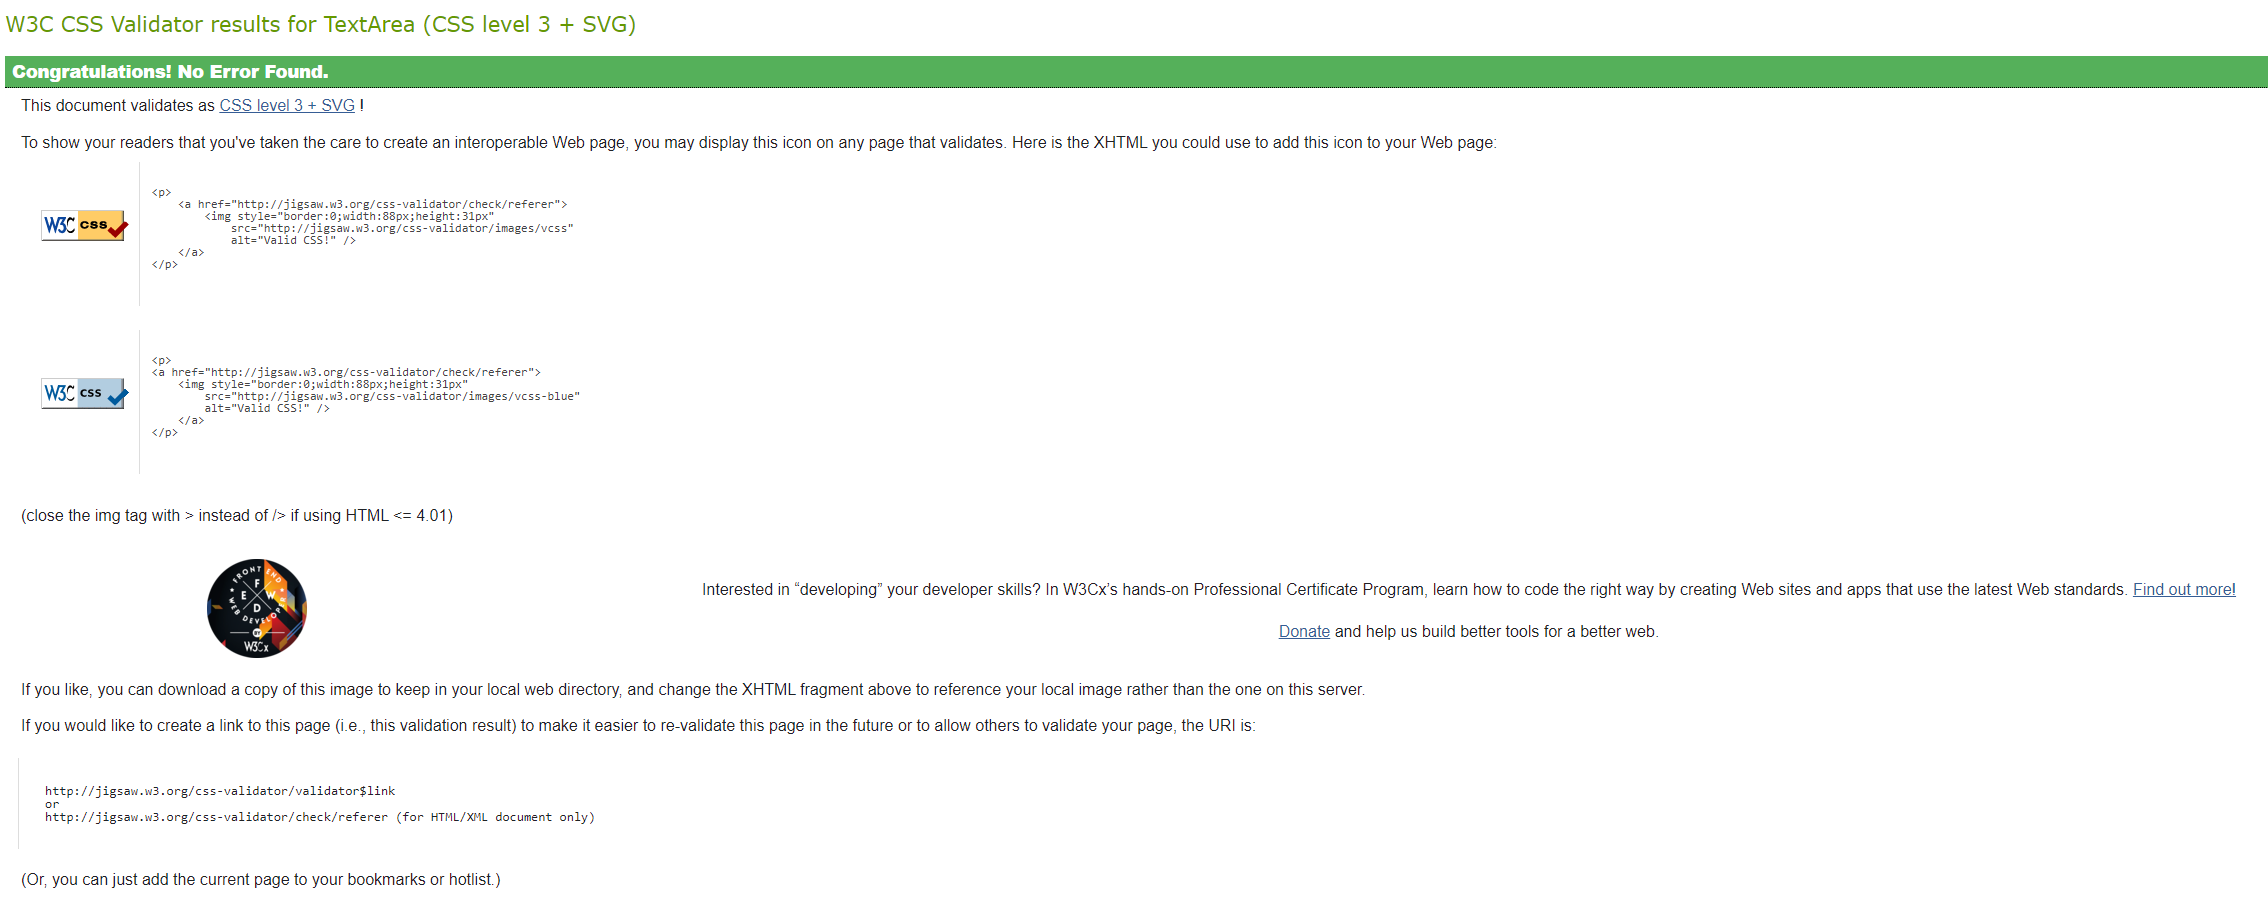 W3C CSS Validator results for TextArea (CSS level 3 + SVG)
Congratulations! No Error Found.
This document validates as CSS level 3 + SVG !
To show your readers that you've taken the care to create an interoperable Web page, you may display this icon on any page that validates. Here is the XHTML you could use to add this icon to your Web page:
W3C css
<p>
    <a href="http://jigsaw.w3.org/css-validator/check/referer">
        <img style="border:0;width:88px;height:31px"
            src="http://jigsaw.w3.org/css-validator/images/vcss"
            alt="Valid CSS!" />
    </a>
</p>
W3C css
<p>
<a href="http://jigsaw.w3.org/css-validator/check/referer">
    <img style="border:0;width:88px;height:31px"
        src="http://jigsaw.w3.org/css-validator/images/vcss-blue"
        alt="Valid CSS!" />
    </a>
</p>
(close the img tag with > instead of /> if using HTML <= 4.01)
FRONT END
F
E W
D
WEB DEVELOPER
BY
W3Cx
Interested in “developing” your developer skills? In W3Cx’s hands-on Professional Certificate Program, learn how to code the right way by creating Web sites and apps that use the latest Web standards. Find out more!
Donate and help us build better tools for a better web.
If you like, you can download a copy of this image to keep in your local web directory, and change the XHTML fragment above to reference your local image rather than the one on this server.
If you would like to create a link to this page (i.e., this validation result) to make it easier to re-validate this page in the future or to allow others to validate your page, the URI is:
http://jigsaw.w3.org/css-validator/validator$link
or
http://jigsaw.w3.org/css-validator/check/referer (for HTML/XML document only)
(Or, you can just add the current page to your bookmarks or hotlist.)